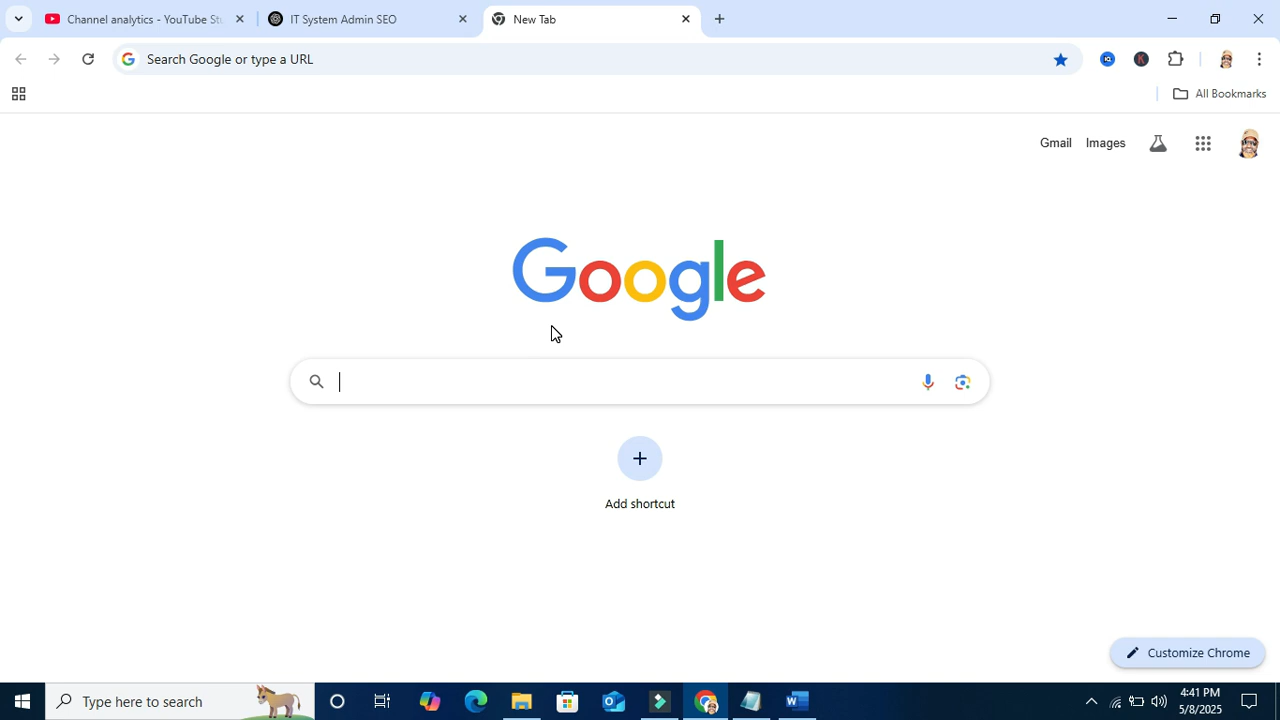 Channel analytics - YouTube Stu
IT System Admin SEO
New Tab
Search Google or type a URL
All Bookmarks
Gmail Images
Google
Add shortcut
Customize Chrome
Type here to search
4:41 PM
5/8/2025